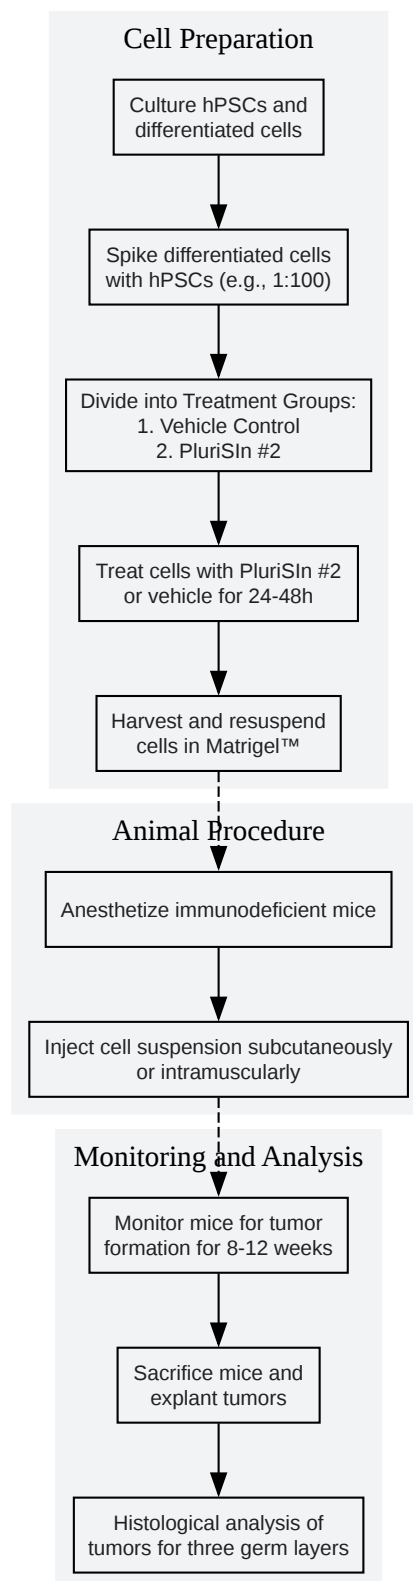 Cell Preparation
Culture hPSCs and
differentiated cells
Spike differentiated cells
with hPSCs (e.g., 1:100)
Divide into Treatment Groups:
1. Vehicle Control
2. PluriSIn #2
Treat cells with PluriSIn #2
or vehicle for 24-48h
Harvest and resuspend
cells in Matrigel™
Animal Procedure
Anesthetize immunodeficient mice
Inject cell suspension subcutaneously
or intramuscularly
Monitoring and Analysis
Monitor mice for tumor
formation for 8-12 weeks
Sacrifice mice and
explant tumors
Histological analysis of
tumors for three germ layers